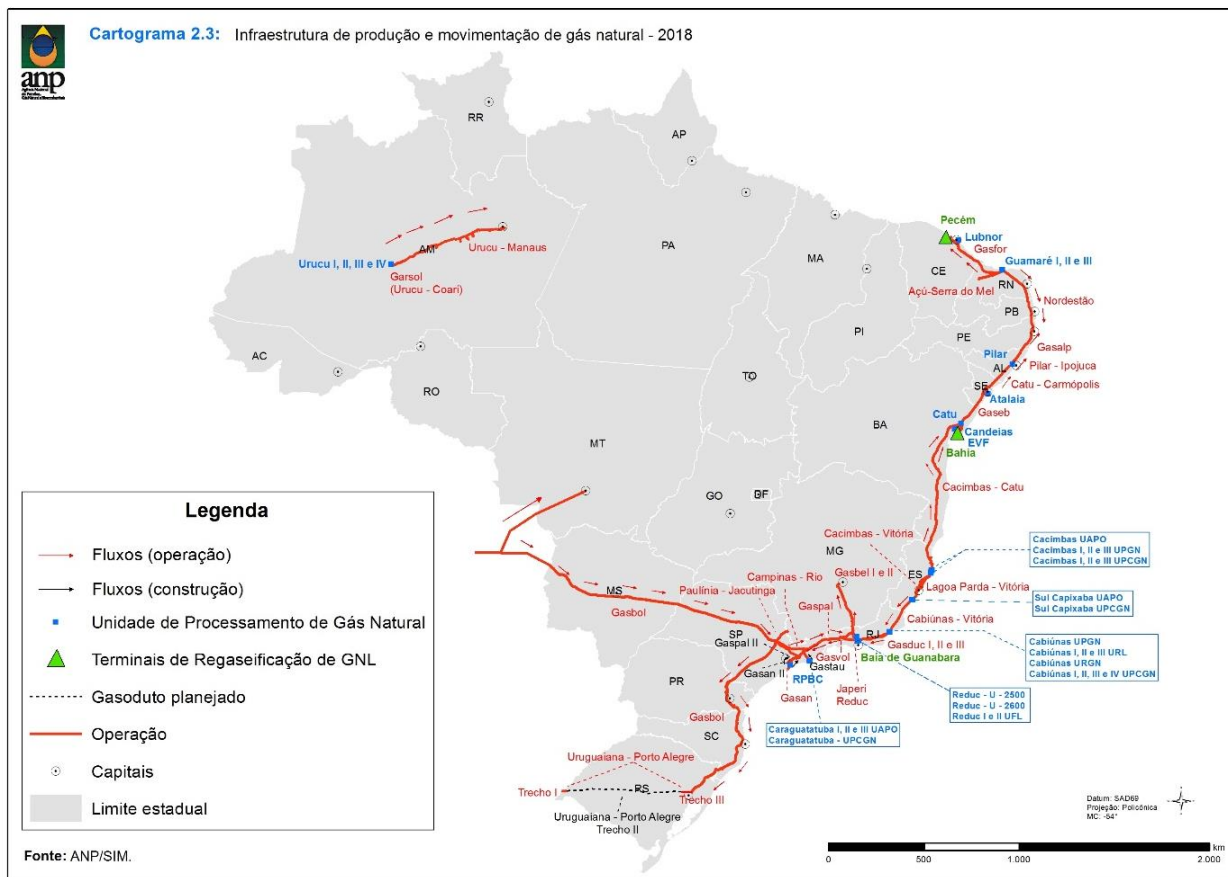 Cartograma 2.3: Infraestrutura de produção e movimentação de gás natural - 2018
anp
RR
AP
AM
Urucu - Manaus
Urucu I, II, III e IV
Garsol
(Urucu - Coari)
PA
MA
Pecém
Lubnor
Gasfor
CE
Guamaré I, II e III
Açú-Serra do Mel
RN
Nordestão
PB
PI
PE
Gasalp
Pilar
AL
Pilar - Ipojuca
Catu - Carmópolis
SE
Atalaia
Gaseb
AC
RO
TO
BA
Catu
Candeias
EVF
Bahia
MT
Cacimbas - Catu
GO
DF
Cacimbas - Vitória
MG
Cacimbas UAPO
Cacimbas I, II e III UPGN
Cacimbas I, II e III UPCGN
ES
Lagoa Parda - Vitória
Campinas - Rio
Gasbel I e II
Paulínia - Jacutinga
MS
Gasbol
Gaspal
Sul Capixaba UAPO
Sul Capixaba UPCGN
Cabiúnas - Vitória
SP
RJ
Gaspal II
Gasduc I, II e III
Gasvol
Baía de Guanabara
Gastau
Gasan II
RPBC
Gasan
Japeri
Reduc
Cabiúnas UPGN
Cabiúnas I, II e III URL
Cabiúnas URGN
Cabiúnas I, II, III e IV UPCGN
Reduc - U - 2500
Reduc - U - 2600
Reduc I e II UFL
PR
Gasbol
SC
Caraguatatuba I, II e III UAPO
Caraguatatuba - UPCGN
Uruguaiana - Porto Alegre
Trecho I
RS
Trecho III
Uruguaiana - Porto Alegre
Trecho II
Legenda
Fluxos (operação)
Fluxos (construção)
Unidade de Processamento de Gás Natural
Terminais de Regaseificação de GNL
Gasoduto planejado
Operação
Capitais
Limite estadual
Fonte: ANP/SIM.
Datum: SAD69
Projeção: Policônica
MC: -54°
km
0 500 1.000 2.000